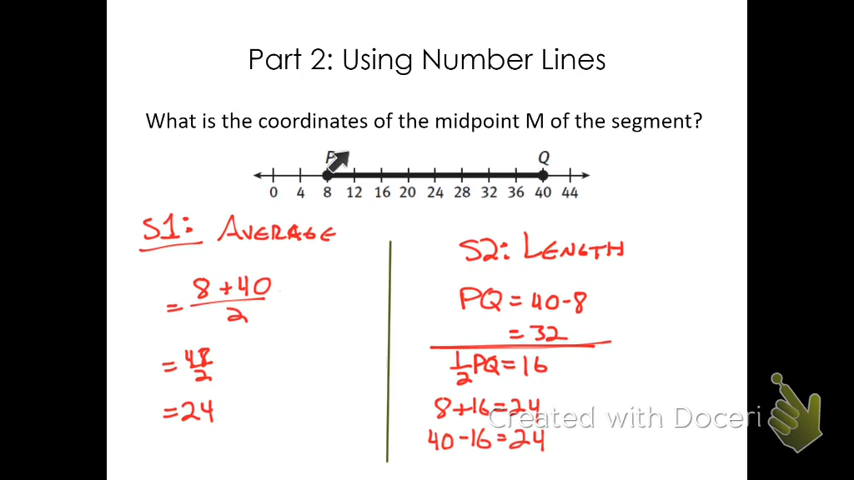 Part 2: Using Number Lines
What is the coordinates of the midpoint M of the segment?
P Q
0 4 8 12 16 20 24 28 32 36 40 44
S1: AVERAGE
= 8+40/2
= 48/2
= 24
S2: LENGTH
PQ = 40-8
= 32
1/2 PQ = 16
8+16=24
40-16=24
Created with Doceri